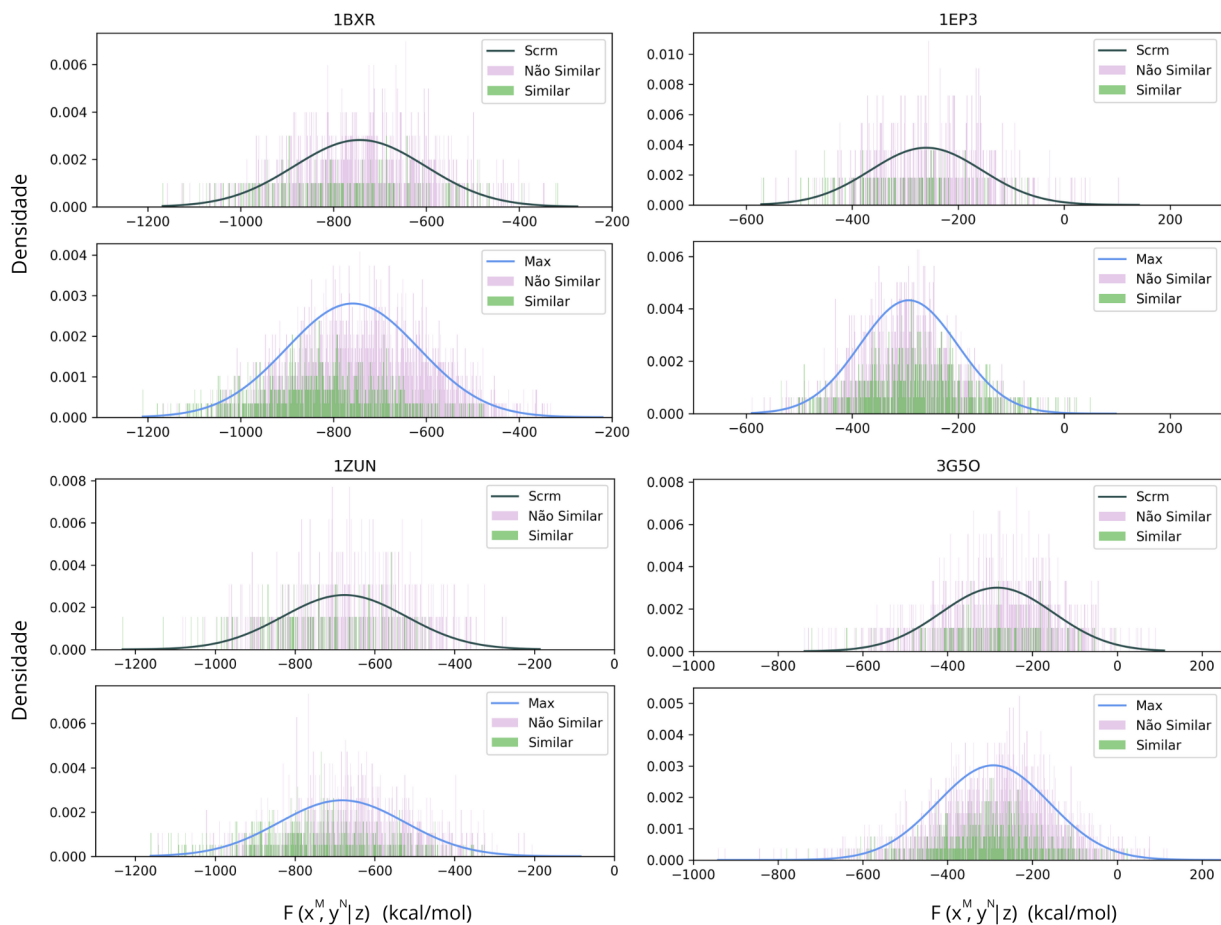 1BXR
Scrm
Não Similar
Similar
0.006
0.004
0.002
0.000
−1200 −1000 −800 −600 −400 −200
Max
Não Similar
Similar
0.004
0.003
0.002
0.001
0.000
−1200 −1000 −800 −600 −400 −200
Densidade
1EP3
Scrm
Não Similar
Similar
0.010
0.008
0.006
0.004
0.002
0.000
−600 −400 −200 0 200
Max
Não Similar
Similar
0.006
0.004
0.002
0.000
−600 −400 −200 0 200
1ZUN
Scrm
Não Similar
Similar
0.008
0.006
0.004
0.002
0.000
−1200 −1000 −800 −600 −400 −200 0
Max
Não Similar
Similar
0.006
0.004
0.002
0.000
−1200 −1000 −800 −600 −400 −200 0
Densidade
F (x^M, y^N|z) (kcal/mol)
3G5O
Scrm
Não Similar
Similar
0.008
0.006
0.004
0.002
0.000
−1000 −800 −600 −400 −200 0 200
Max
Não Similar
Similar
0.005
0.004
0.003
0.002
0.001
0.000
−1000 −800 −600 −400 −200 0 200
F (x^M, y^N|z) (kcal/mol)